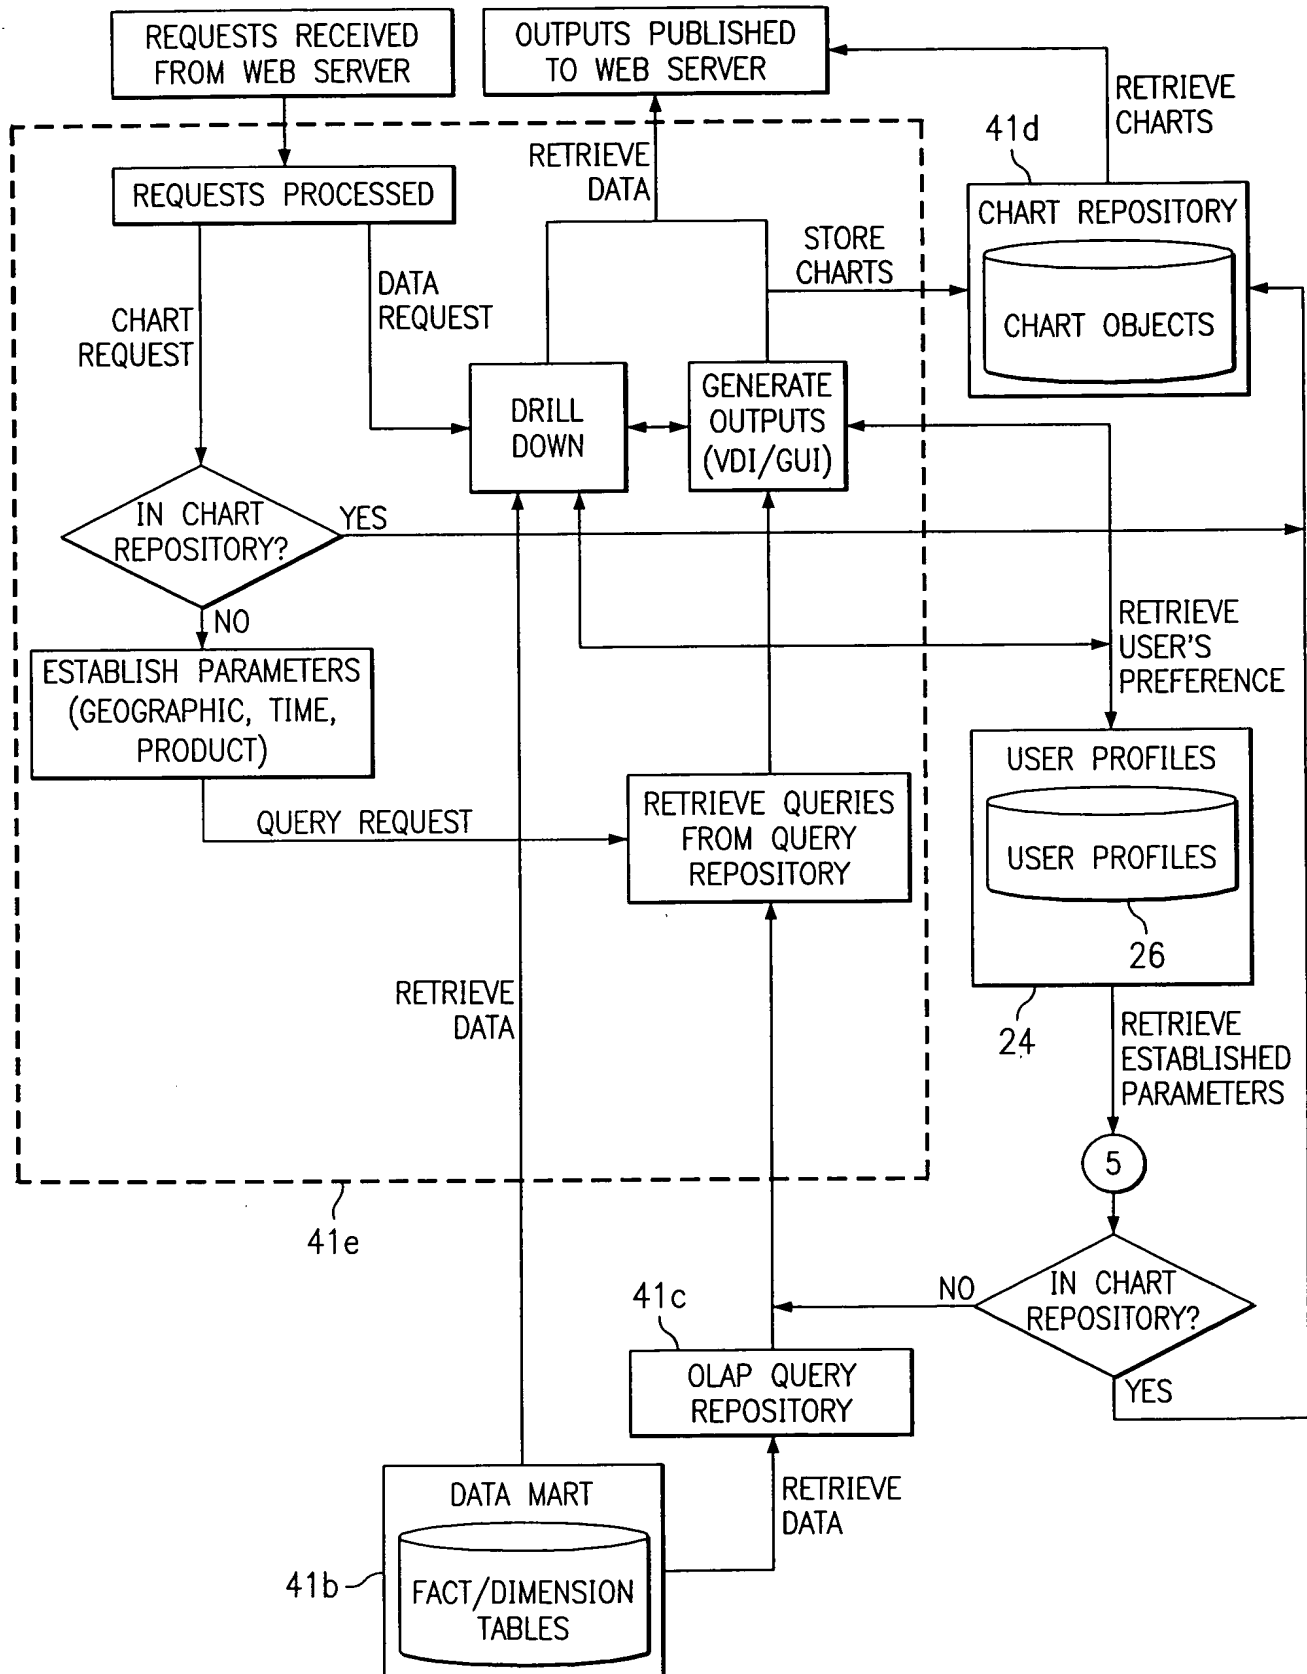 REQUESTS RECEIVED
FROM WEB SERVER
OUTPUTS PUBLISHED
TO WEB SERVER
RETRIEVE
CHARTS
41d
RETRIEVE
DATA
REQUESTS PROCESSED
CHART REPOSITORY
CHART OBJECTS
STORE
CHARTS
DATA
REQUEST
CHART
REQUEST
DRILL
DOWN
GENERATE
OUTPUTS
(VDI/GUI)
IN CHART
REPOSITORY?
YES
NO
RETRIEVE
USER'S
PREFERENCE
ESTABLISH PARAMETERS
(GEOGRAPHIC, TIME,
PRODUCT)
QUERY REQUEST
RETRIEVE QUERIES
FROM QUERY
REPOSITORY
USER PROFILES
USER PROFILES
26
24
RETRIEVE
DATA
RETRIEVE
ESTABLISHED
PARAMETERS
5
41e
IN CHART
REPOSITORY?
NO
YES
41c
OLAP QUERY
REPOSITORY
RETRIEVE
DATA
DATA MART
FACT/DIMENSION
TABLES
41b